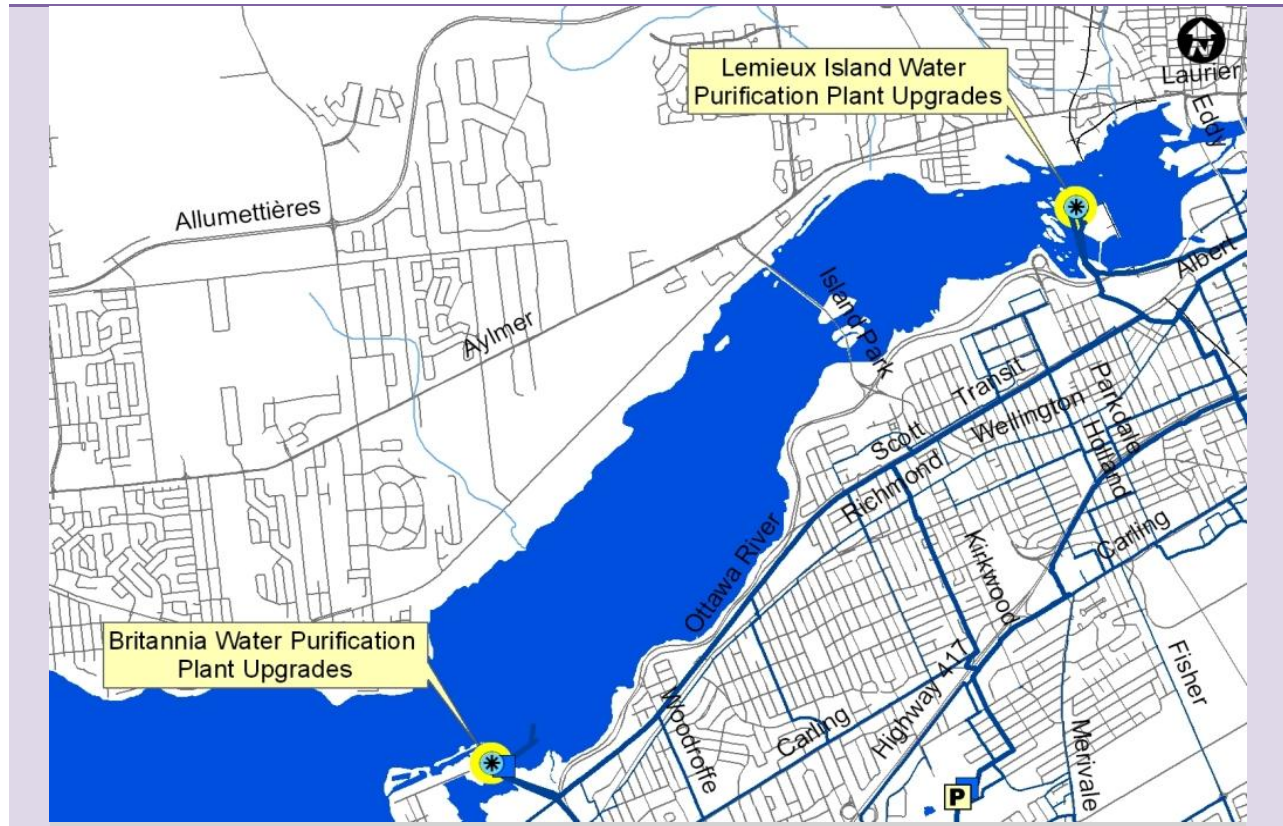 N
Laurier
Eddy
Lemieux Island Water
Purification Plant Upgrades
Allumettières
Albert
Island Park
Aylmer
Transit
Scott
Wellington
Parkdale
Richmond
Holland
Carling
Kirkwood
Ottawa River
Britannia Water Purification
Plant Upgrades
Woodroffe
Carling
Highway 417
Fisher
Merivale
P